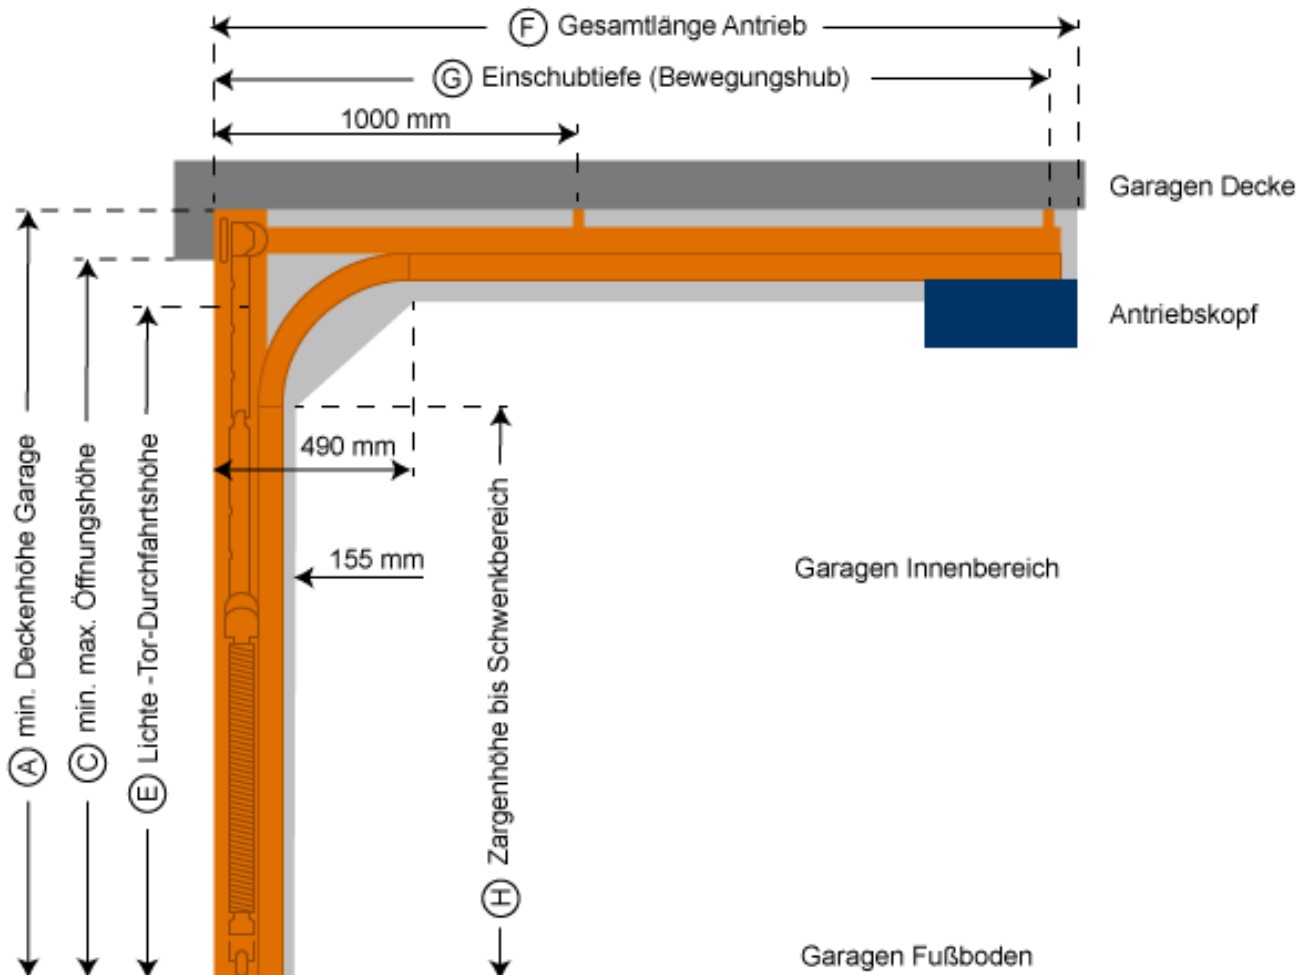 F Gesamtlänge Antrieb
G Einschubtiefe (Bewegungshub)
1000 mm
Garagen Decke
Antriebskopf
490 mm
155 mm
Garagen Innenbereich
A min. Deckenhöhe Garage
C min. max. Öffnungshöhe
E Lichte -Tor-Durchfahrtshöhe
H Zargenhöhe bis Schwenkbereich
Garagen Fußboden